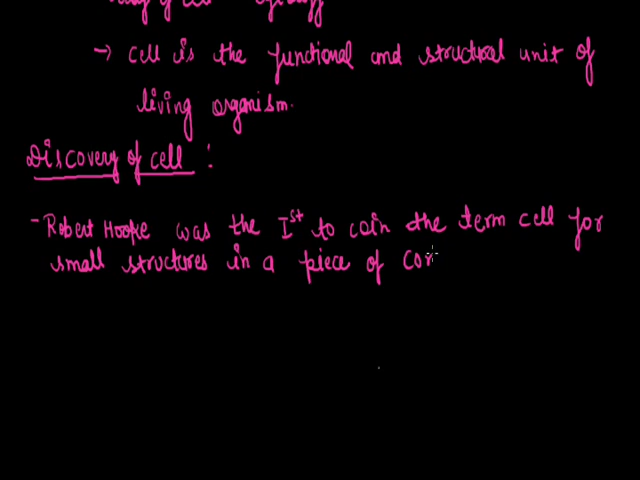 → cell is the functional and structural unit of
living organism.
Discovery of cell :
- Robert Hooke was the Ist to coin the term cell for
small structures in a piece of cor